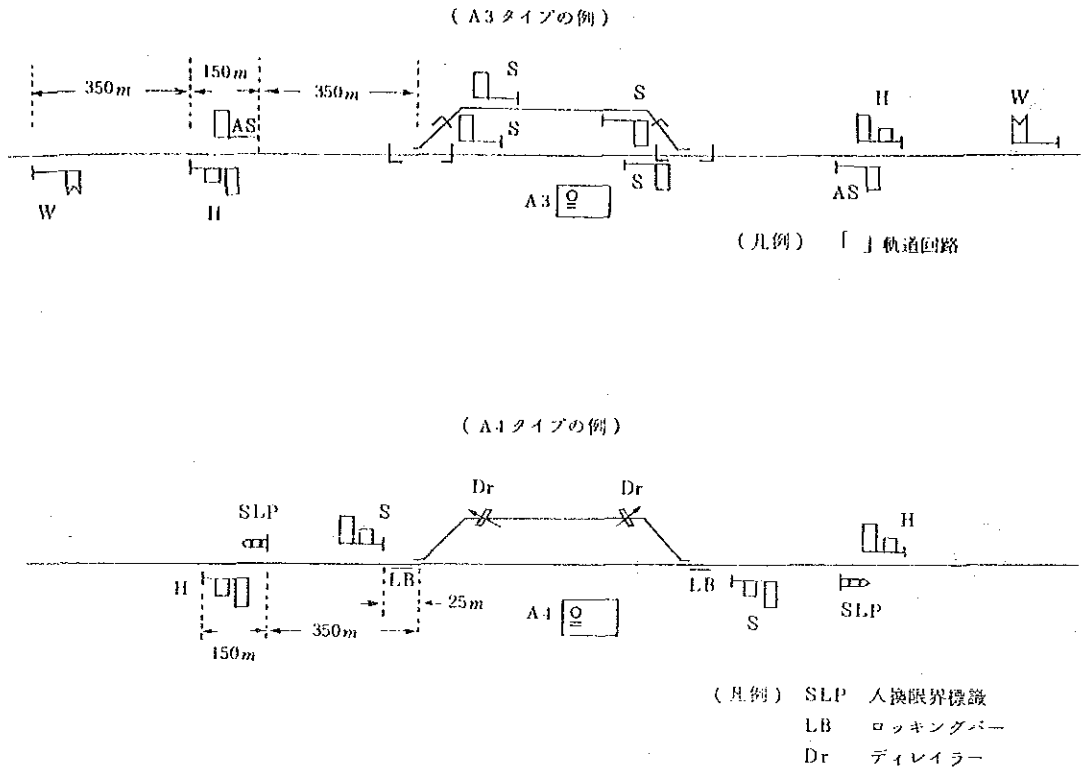 (A3タイプの例)
350m
150m
350m
AS
S
S
S
S
H
W
W
H
A3
AS
(凡例) 「 」軌道回路
(A4タイプの例)
Dr
Dr
SLP
S
H
H
LB
LB
25m
A4
S
SLP
350m
150m
(凡例) SLP 入換限界標識
LB ロッキングバー
Dr ディレイラー